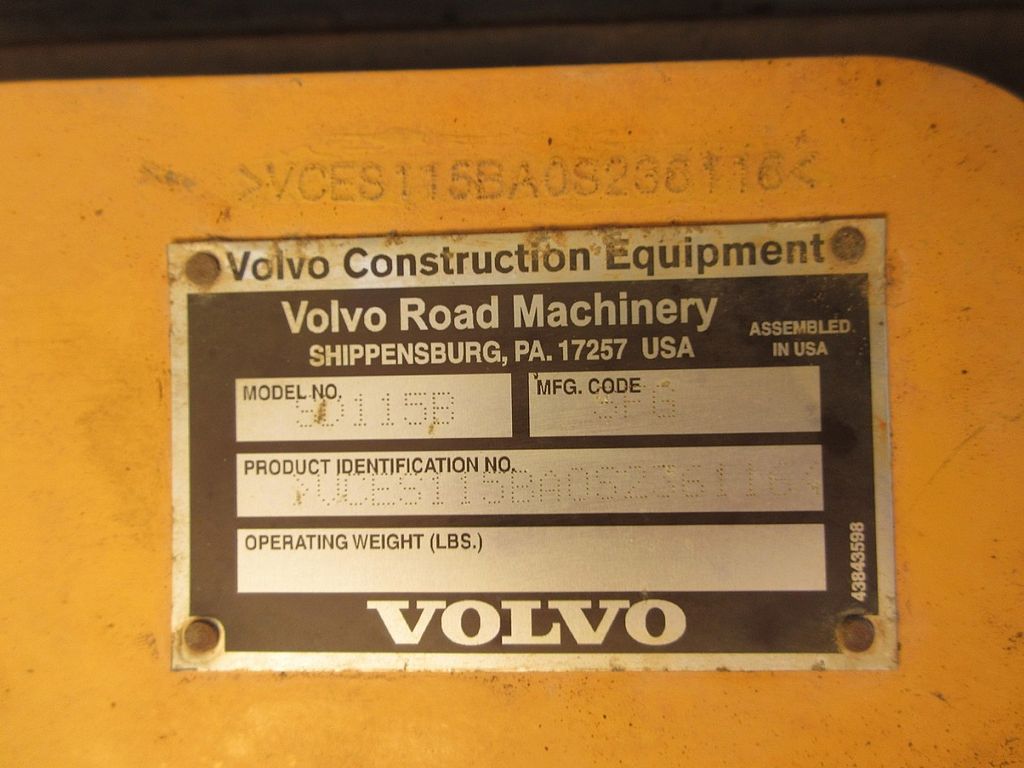 >VCES115BA0S236116<
Volvo Construction Equipment
Volvo Road Machinery
SHIPPENSBURG, PA. 17257 USA
ASSEMBLED
IN USA
MODEL NO.
SD115B
MFG. CODE
PRODUCT IDENTIFICATION NO.
>VCES115BA0S236116<
OPERATING WEIGHT (LBS.)
43843598
VOLVO